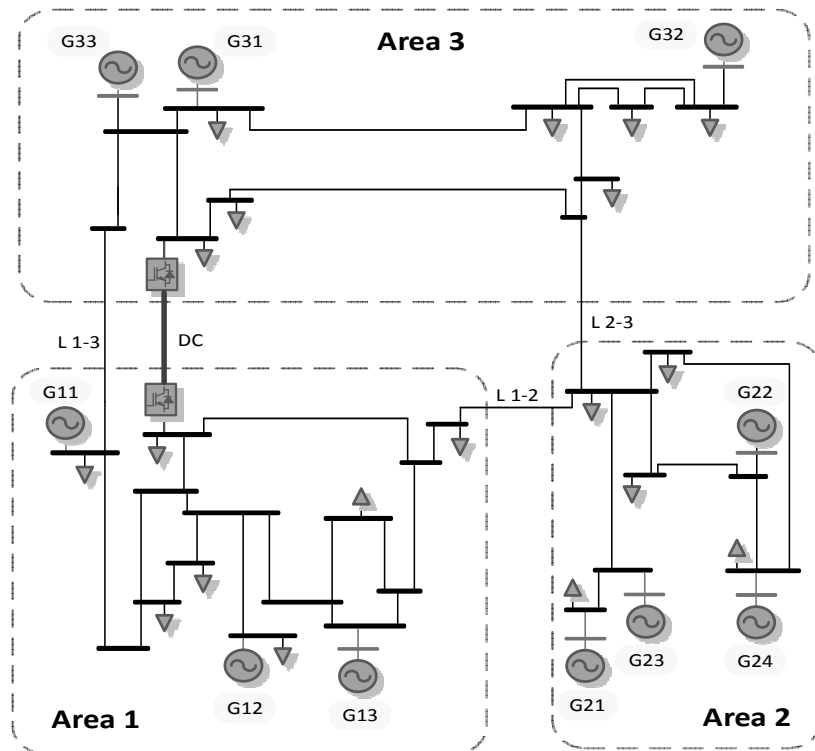 G33
G31
Area 3
G32
L 1-3
DC
L 2-3
G11
L 1-2
G22
G12
G13
Area 1
G23
G21
G24
Area 2